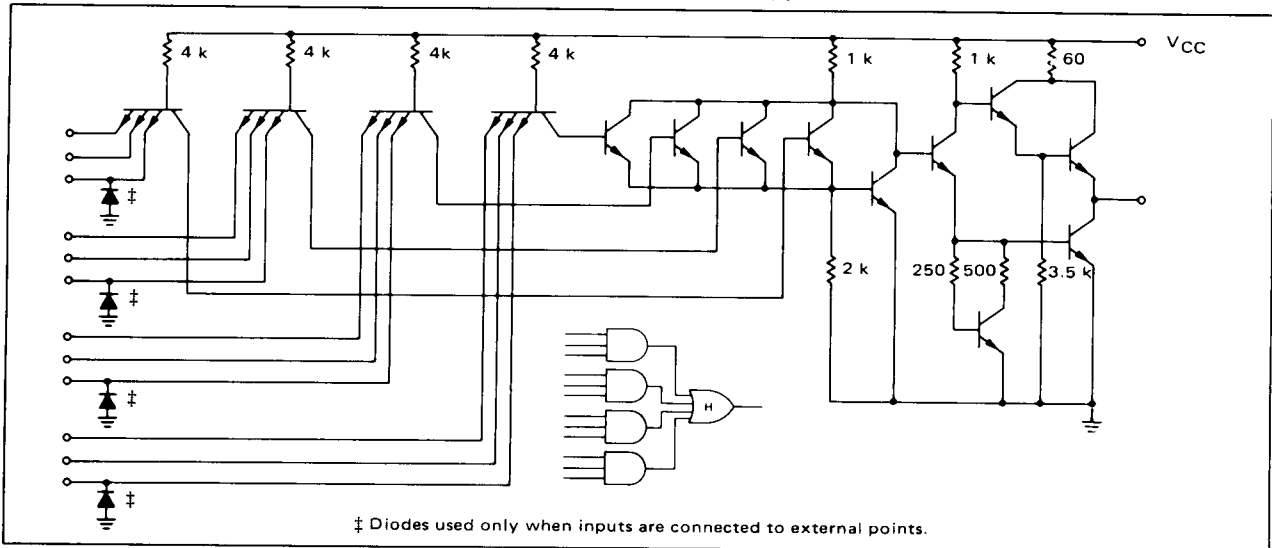 4 k
4 k
4 k
4 k
1 k
1 k
60
VCC
‡
‡
2 k
250
500
3.5 k
‡
H
‡
‡ Diodes used only when inputs are connected to external points.